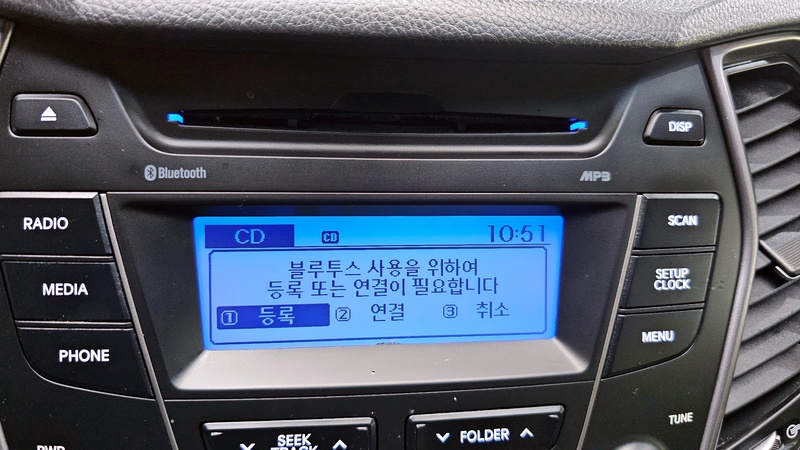 DISP
Bluetooth
MP3
RADIO
SCAN
CD CD 10:51
블루투스 사용을 위하여
등록 또는 연결이 필요합니다
1 등록 2 연결 3 취소
MEDIA
SETUP
CLOCK
PHONE
MENU
TUNE
SEEK
TRACK
FOLDER
PWR